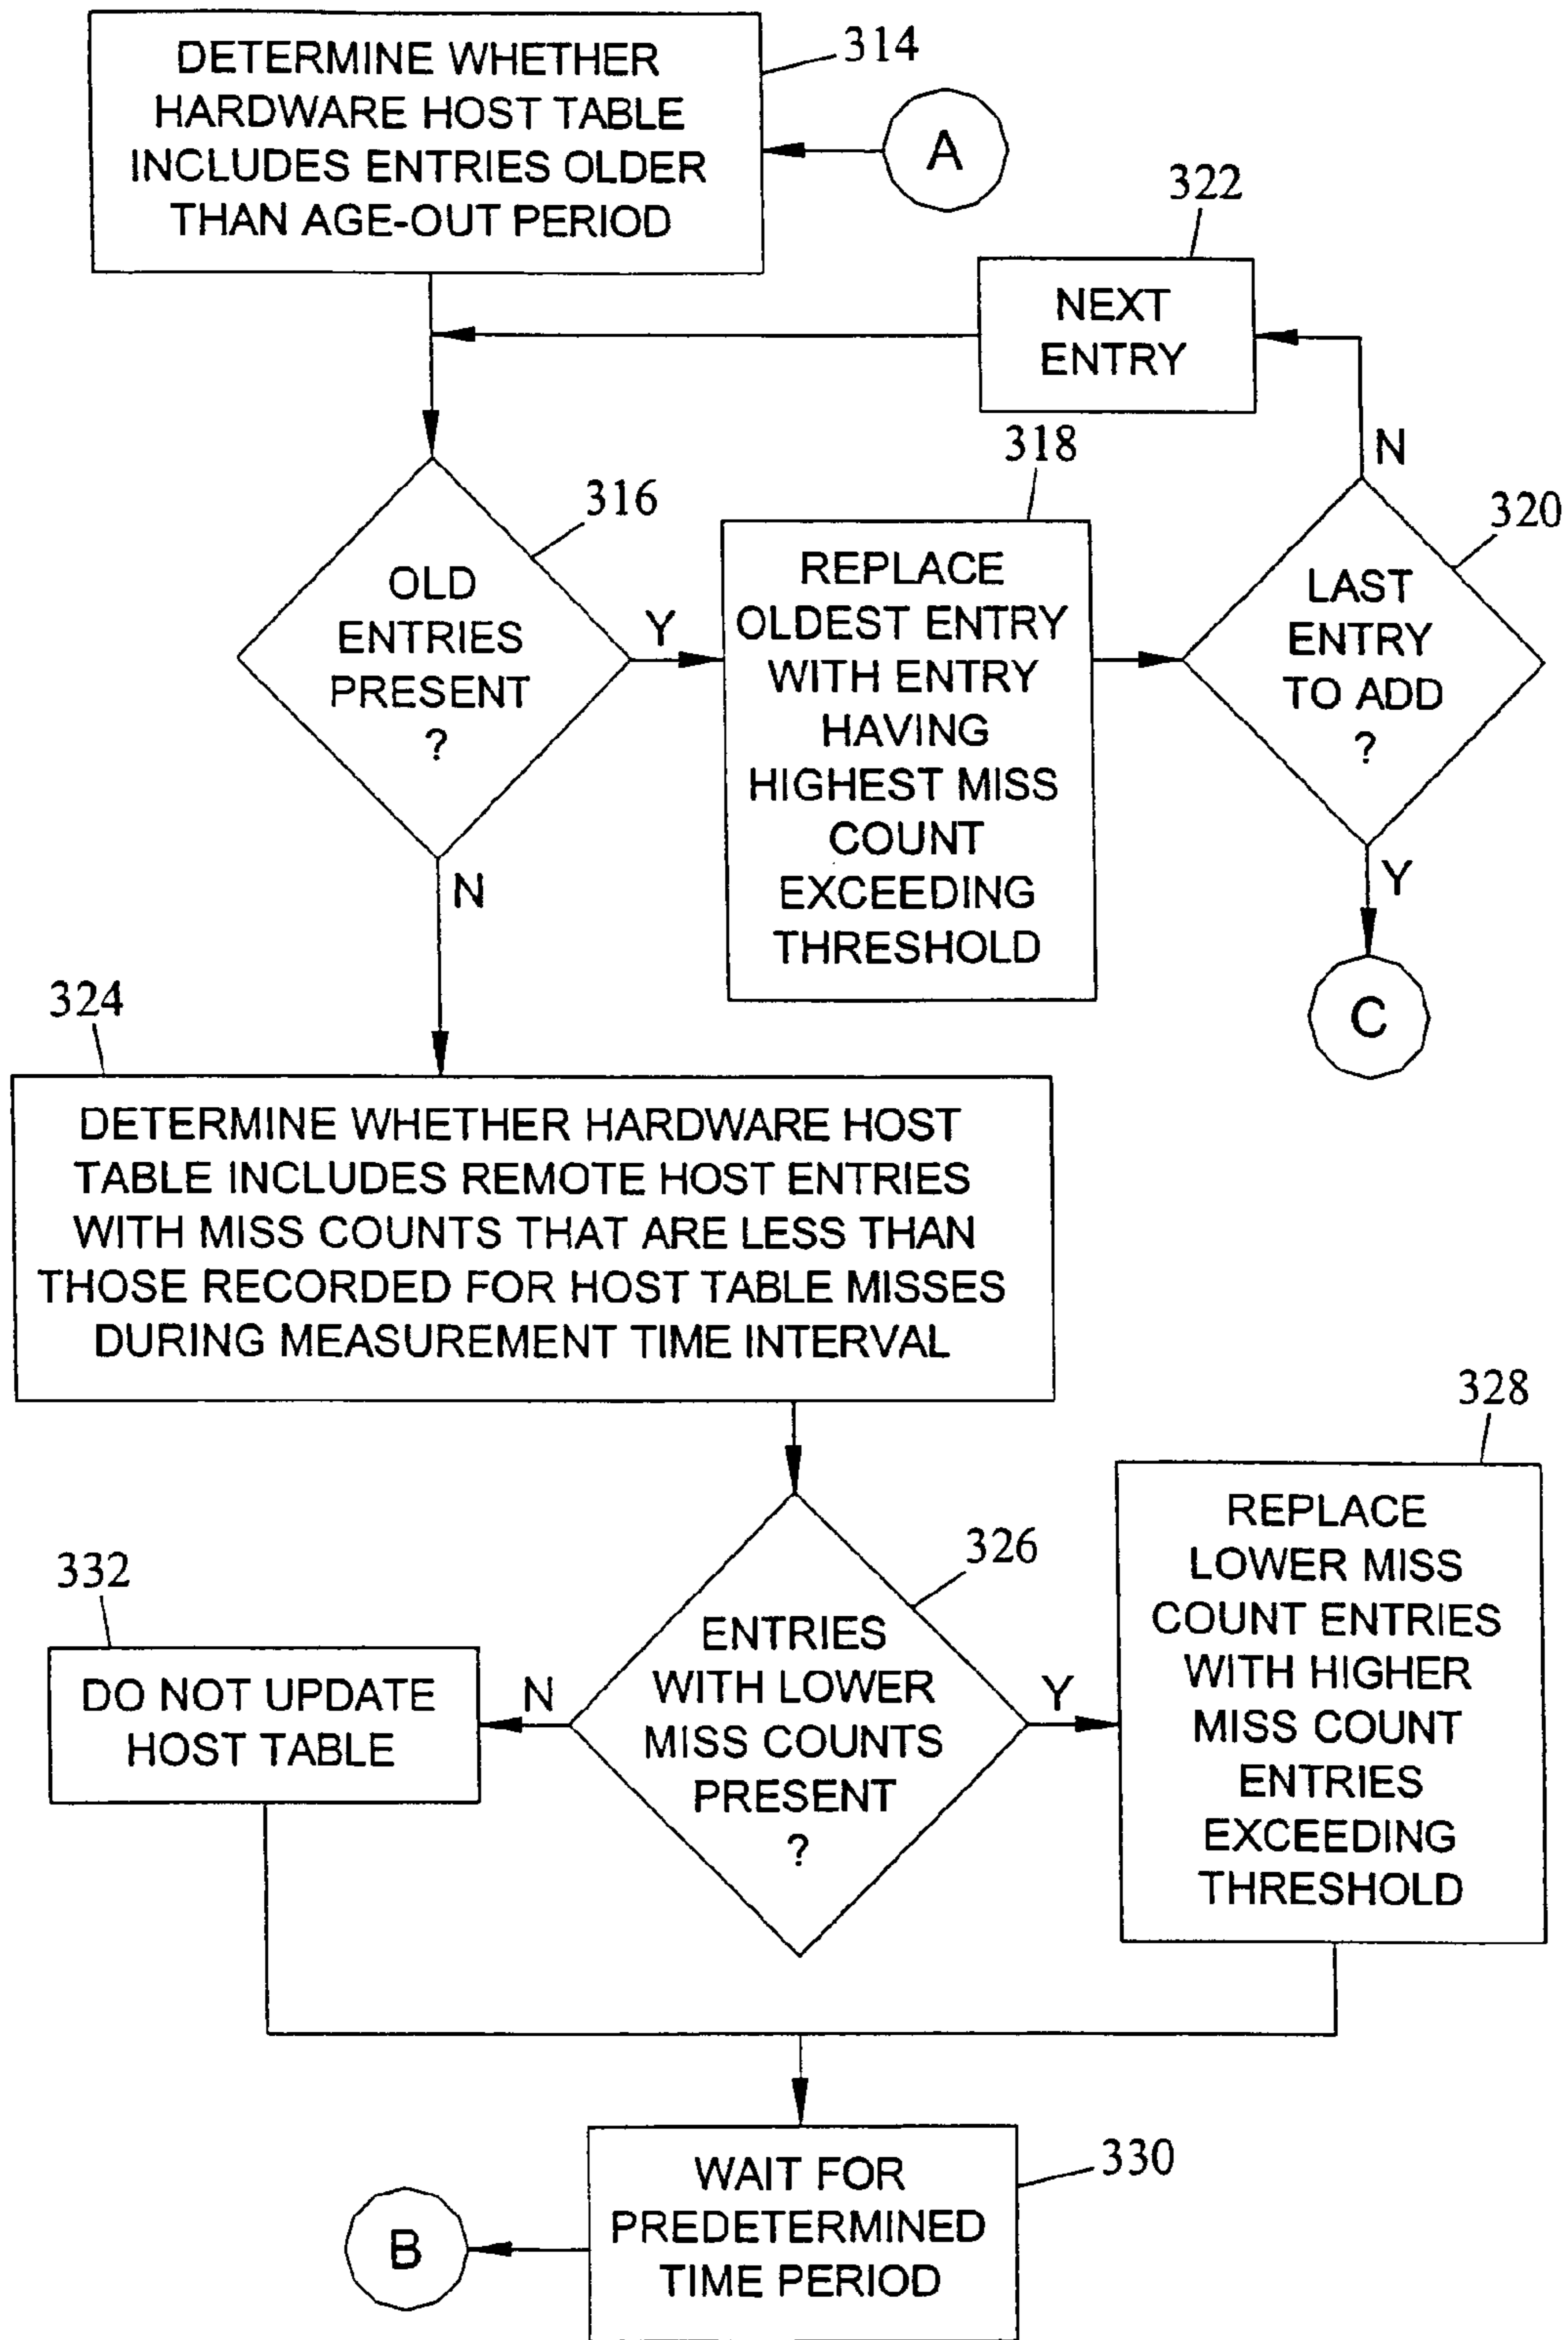 DETERMINE WHETHER
HARDWARE HOST TABLE
INCLUDES ENTRIES OLDER
THAN AGE-OUT PERIOD
314
A
322
NEXT
ENTRY
N
316
OLD
ENTRIES
PRESENT
?
Y
318
REPLACE
OLDEST ENTRY
WITH ENTRY
HAVING
HIGHEST MISS
COUNT
EXCEEDING
THRESHOLD
320
LAST
ENTRY
TO ADD
?
Y
C
N
324
DETERMINE WHETHER HARDWARE HOST
TABLE INCLUDES REMOTE HOST ENTRIES
WITH MISS COUNTS THAT ARE LESS THAN
THOSE RECORDED FOR HOST TABLE MISSES
DURING MEASUREMENT TIME INTERVAL
326
ENTRIES
WITH LOWER
MISS COUNTS
PRESENT
?
Y
328
REPLACE
LOWER MISS
COUNT ENTRIES
WITH HIGHER
MISS COUNT
ENTRIES
EXCEEDING
THRESHOLD
N
332
DO NOT UPDATE
HOST TABLE
330
WAIT FOR
PREDETERMINED
TIME PERIOD
B